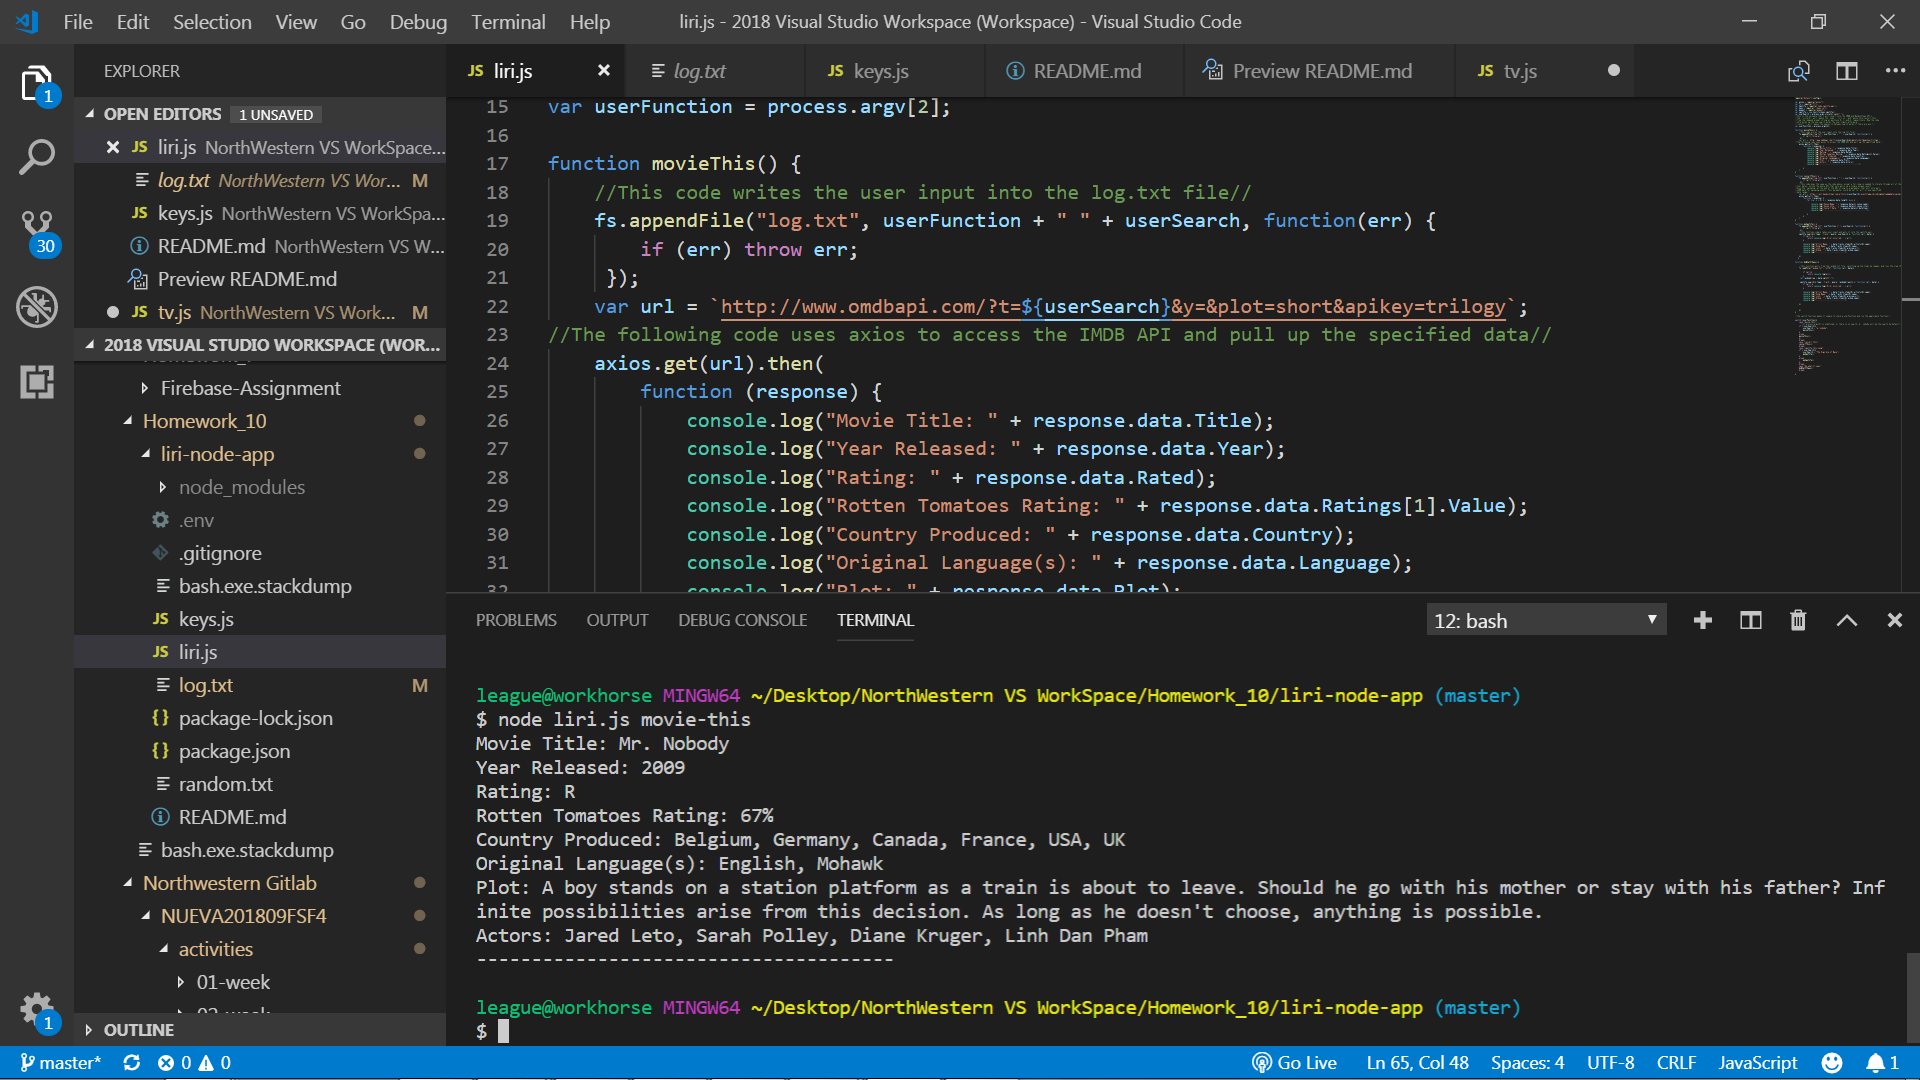 File Edit Selection View Go Debug Terminal Help liri.js - 2018 Visual Studio Workspace (Workspace) - Visual Studio Code
EXPLORER
OPEN EDITORS 1 UNSAVED
JS liri.js NorthWestern VS WorkSpace...
log.txt NorthWestern VS Wor... M
JS keys.js NorthWestern VS WorkSpa...
README.md NorthWestern VS W...
Preview README.md
JS tv.js NorthWestern VS Work... M
2018 VISUAL STUDIO WORKSPACE (WOR...
Firebase-Assignment
Homework_10
liri-node-app
node_modules
.env
.gitignore
bash.exe.stackdump
JS keys.js
JS liri.js
log.txt M
{} package-lock.json
{} package.json
random.txt
README.md
bash.exe.stackdump
Northwestern Gitlab
NUEVA201809FSF4
activities
01-week
OUTLINE
1
30
1
JS liri.js log.txt JS keys.js README.md Preview README.md JS tv.js
15 var userFunction = process.argv[2];
16
17 function movieThis() {
18 //This code writes the user input into the log.txt file//
19 fs.appendFile("log.txt", userFunction + " " + userSearch, function(err) {
20 if (err) throw err;
21 });
22 var url = `http://www.omdbapi.com/?t=${userSearch}&y=&plot=short&apikey=trilogy`;
23 //The following code uses axios to access the IMDB API and pull up the specified data//
24 axios.get(url).then(
25 function (response) {
26 console.log("Movie Title: " + response.data.Title);
27 console.log("Year Released: " + response.data.Year);
28 console.log("Rating: " + response.data.Rated);
29 console.log("Rotten Tomatoes Rating: " + response.data.Ratings[1].Value);
30 console.log("Country Produced: " + response.data.Country);
31 console.log("Original Language(s): " + response.data.Language);
32 console.log("Plot: " + response.data.Plot);
PROBLEMS OUTPUT DEBUG CONSOLE TERMINAL 12: bash
league@workhorse MINGW64 ~/Desktop/NorthWestern VS WorkSpace/Homework_10/liri-node-app (master)
$ node liri.js movie-this
Movie Title: Mr. Nobody
Year Released: 2009
Rating: R
Rotten Tomatoes Rating: 67%
Country Produced: Belgium, Germany, Canada, France, USA, UK
Original Language(s): English, Mohawk
Plot: A boy stands on a station platform as a train is about to leave. Should he go with his mother or stay with his father? Inf
inite possibilities arise from this decision. As long as he doesn't choose, anything is possible.
Actors: Jared Leto, Sarah Polley, Diane Kruger, Linh Dan Pham
--------------------------------------
league@workhorse MINGW64 ~/Desktop/NorthWestern VS WorkSpace/Homework_10/liri-node-app (master)
$
master* 0 0 Go Live Ln 65, Col 48 Spaces: 4 UTF-8 CRLF JavaScript 1